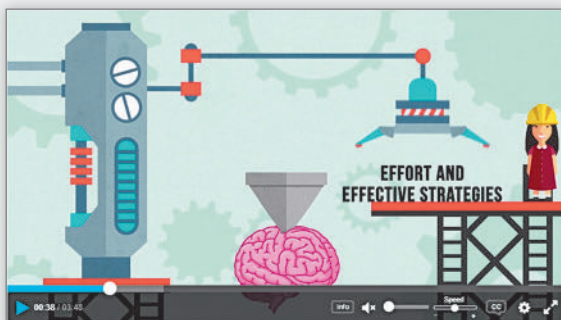 EFFORT AND
EFFECTIVE STRATEGIES
Speed
00:38 / 03:48
Info
CC